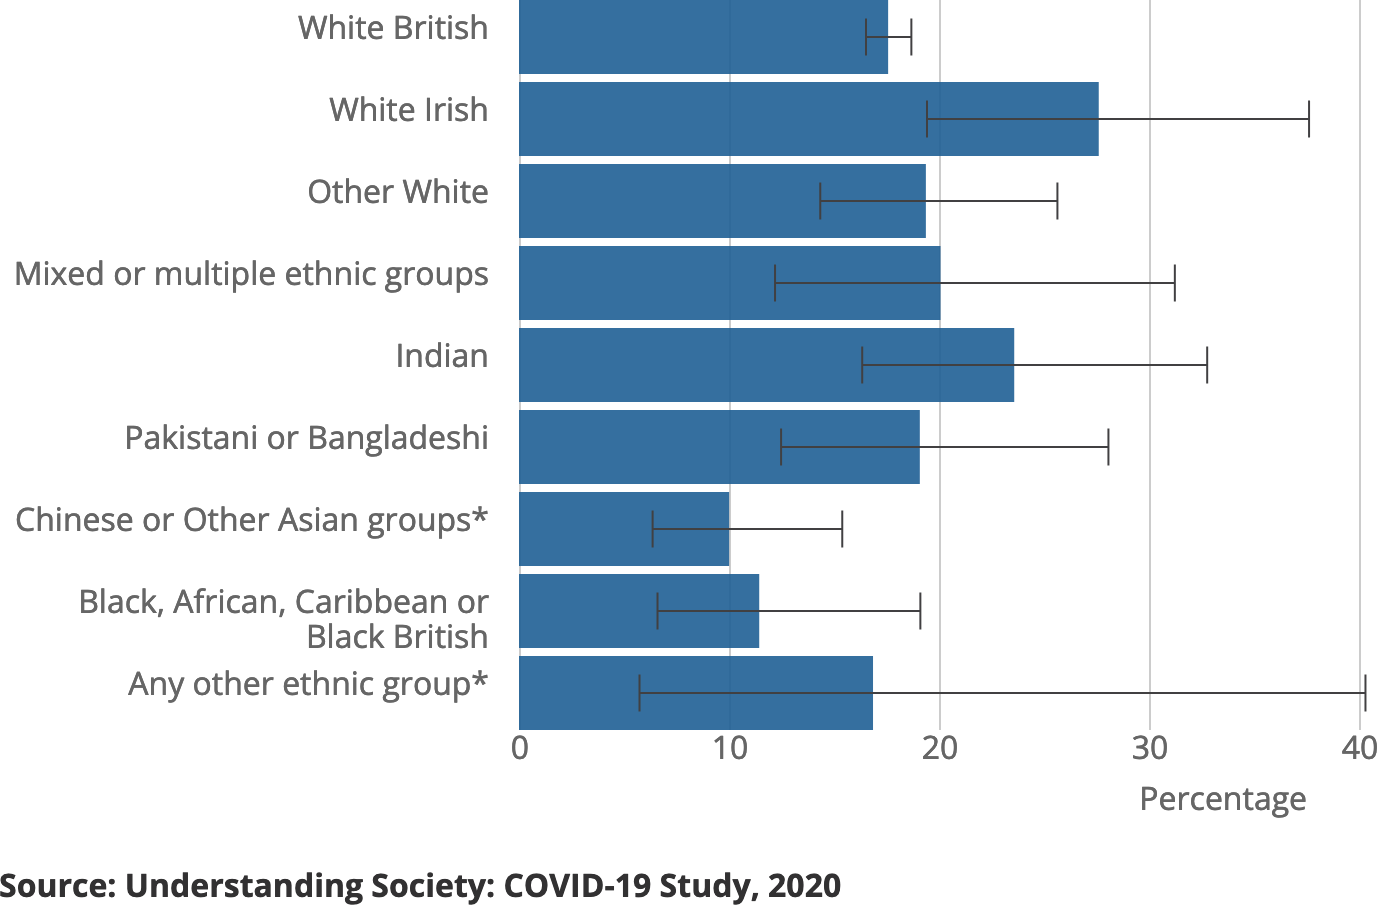 White British
White Irish
Other White
Mixed or multiple ethnic groups
Indian
Pakistani or Bangladeshi
Chinese or Other Asian groups*
Black, African, Caribbean or
Black British
Any other ethnic group*
0 10 20 30 40
Percentage
Source: Understanding Society: COVID-19 Study, 2020